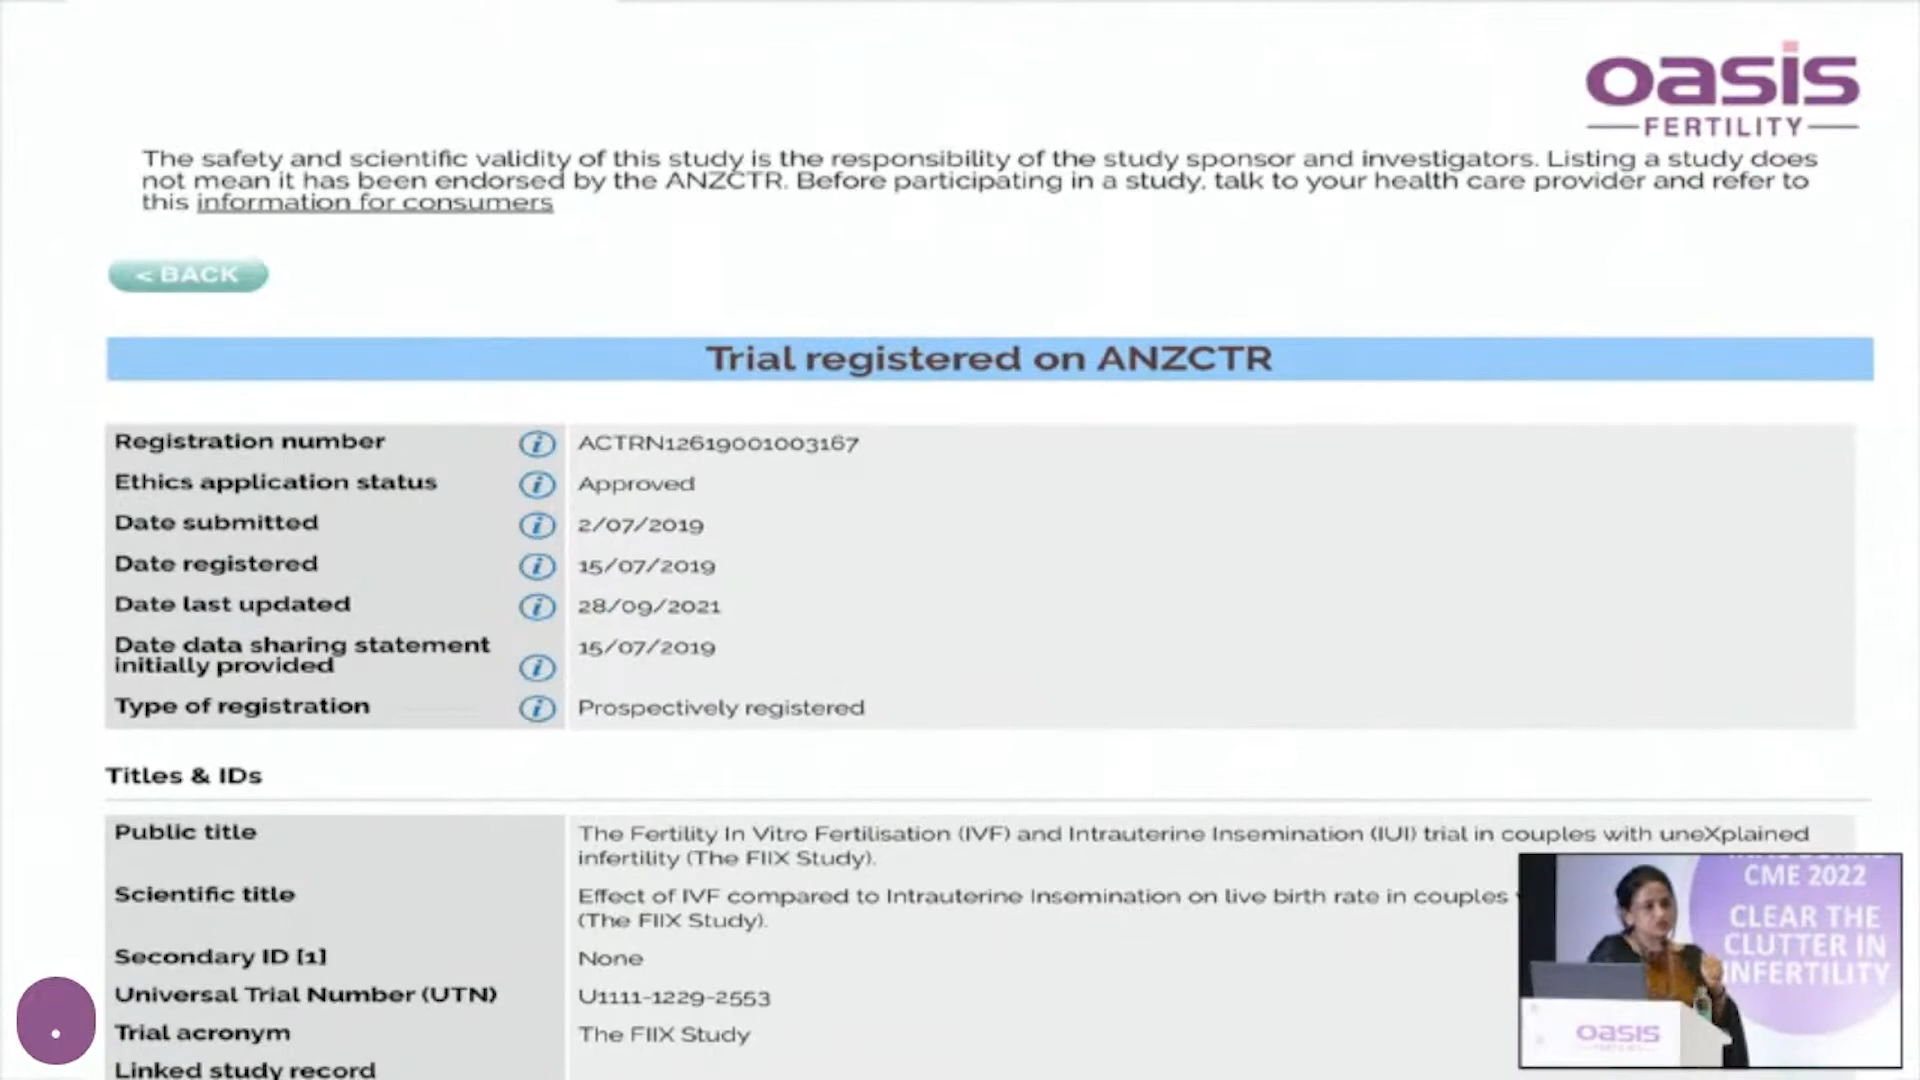 oasis
FERTILITY
The safety and scientific validity of this study is the responsibility of the study sponsor and investigators. Listing a study does
not mean it has been endorsed by the ANZCTR. Before participating in a study, talk to your health care provider and refer to
this information for consumers
< BACK
Trial registered on ANZCTR
Registration number ACTRN12619001003167
Ethics application status Approved
Date submitted 2/07/2019
Date registered 15/07/2019
Date last updated 28/09/2021
Date data sharing statement
initially provided 15/07/2019
Type of registration Prospectively registered
Titles & IDs
Public title The Fertility In Vitro Fertilisation (IVF) and Intrauterine Insemination (IUI) trial in couples with uneXplained
infertility (The FIIX Study).
Scientific title Effect of IVF compared to Intrauterine Insemination on live birth rate in couples
(The FIIX Study).
Secondary ID [1] None
Universal Trial Number (UTN) U1111-1229-2553
Trial acronym The FIIX Study
Linked study record
CME 2022
CLEAR THE
CLUTTER IN
INFERTILITY
oasis